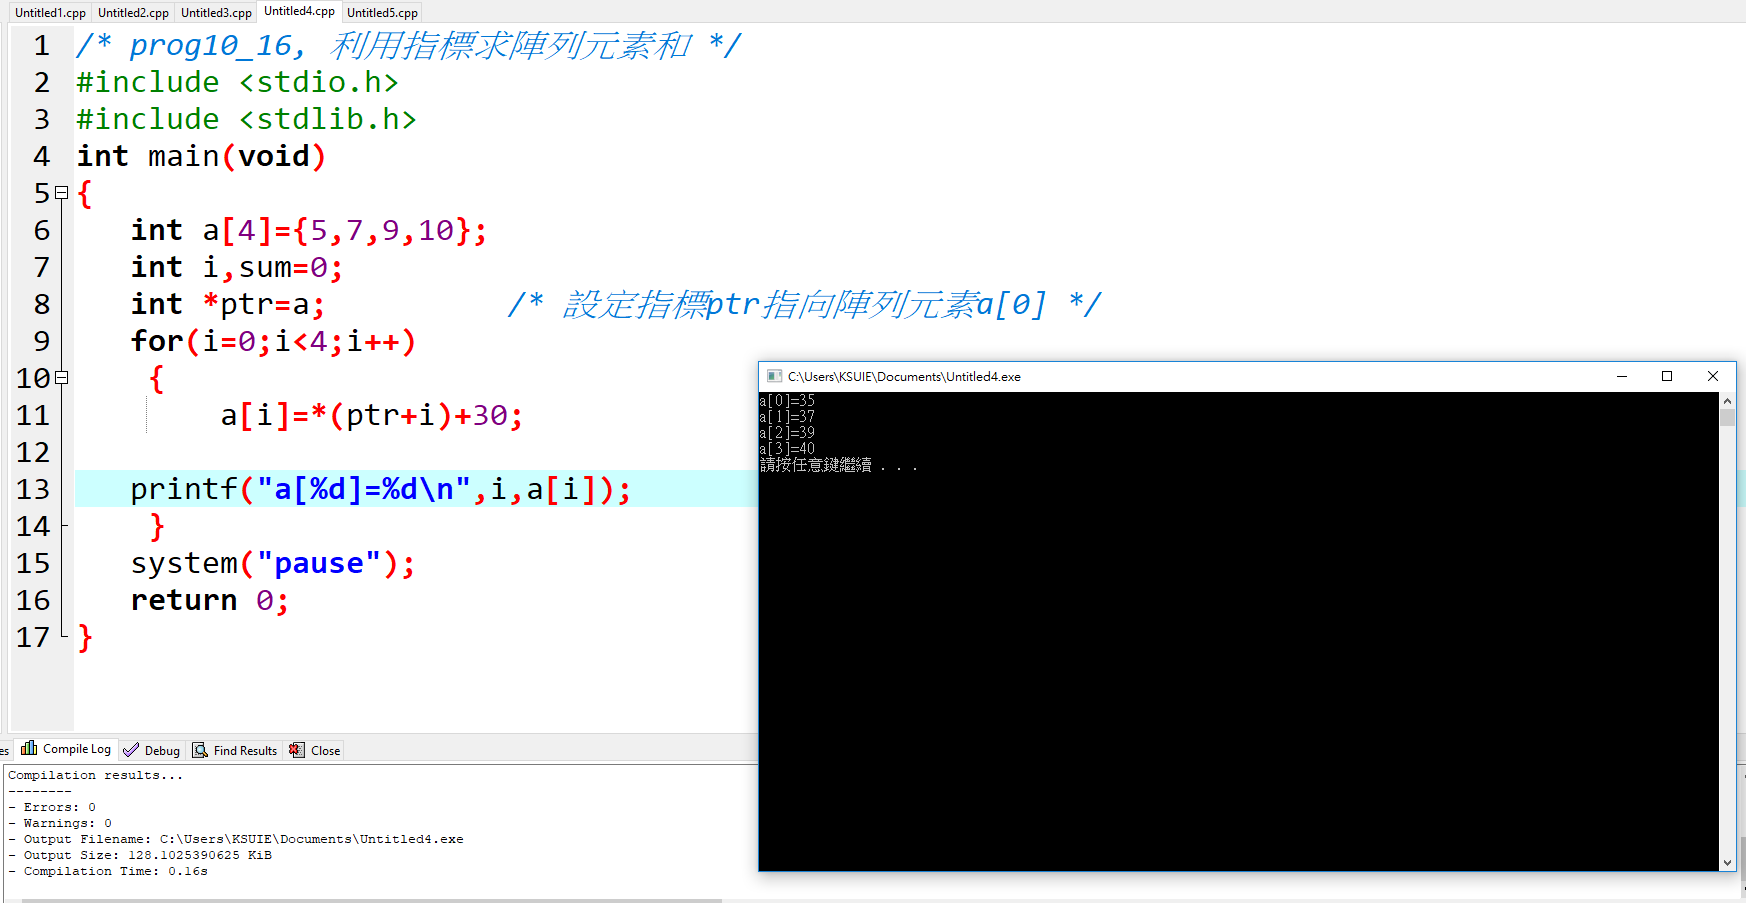 Untitled1.cpp Untitled2.cpp Untitled3.cpp Untitled4.cpp Untitled5.cpp
1 /* prog10_16, 利用指標求陣列元素和 */
2 #include <stdio.h>
3 #include <stdlib.h>
4 int main(void)
5 {
6 int a[4]={5,7,9,10};
7 int i,sum=0;
8 int *ptr=a; /* 設定指標ptr指向陣列元素a[0] */
9 for(i=0;i<4;i++)
10 {
11 a[i]=*(ptr+i)+30;
12
13 printf("a[%d]=%d\n",i,a[i]);
14 }
15 system("pause");
16 return 0;
17 }
C:\Users\KSUIE\Documents\Untitled4.exe
a[0]=35
a[1]=37
a[2]=39
a[3]=40
請按任意鍵繼續 . . .
es Compile Log Debug Find Results Close
Compilation results...
--------
- Errors: 0
- Warnings: 0
- Output Filename: C:\Users\KSUIE\Documents\Untitled4.exe
- Output Size: 128.1025390625 KiB
- Compilation Time: 0.16s